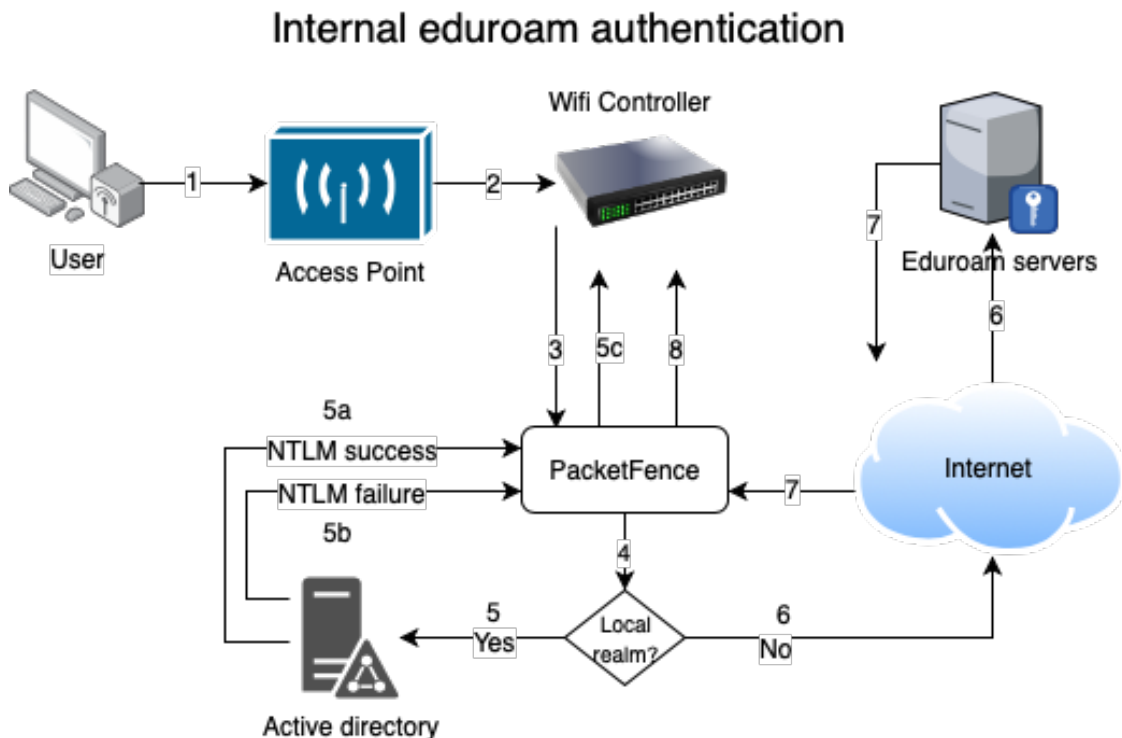 Internal eduroam authentication
Wifi Controller
1
2
7
User
Access Point
Eduroam servers
6
3
5c
8
5a
NTLM success
PacketFence
Internet
NTLM failure
7
5b
4
5
Yes
Local
realm?
6
No
Active directory